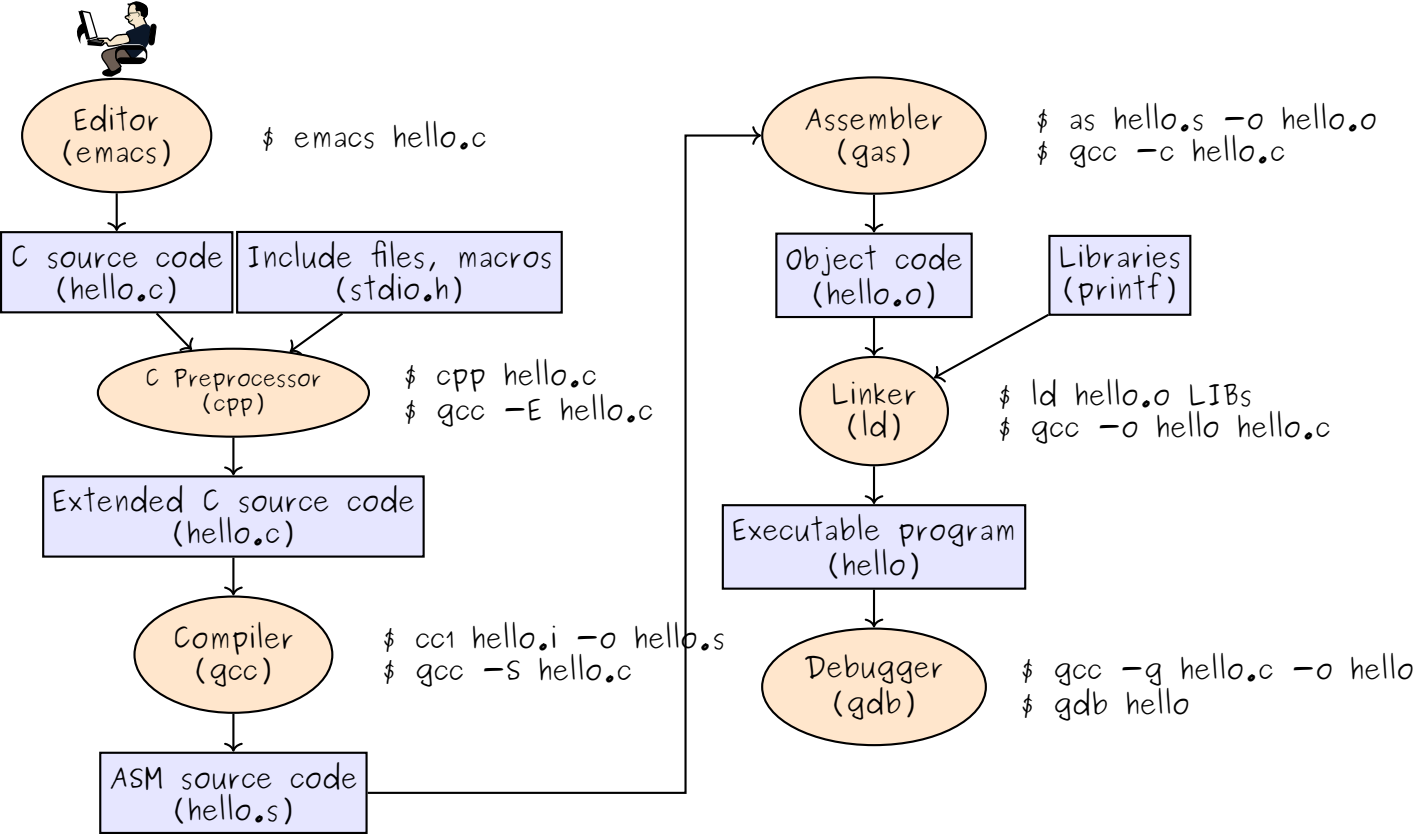 Editor
(emacs)
$ emacs hello.c
C source code
(hello.c)
Include files, macros
(stdio.h)
C Preprocessor
(cpp)
$ cpp hello.c
$ gcc -E hello.c
Extended C source code
(hello.c)
Compiler
(gcc)
$ cc1 hello.i -o hello.s
$ gcc -S hello.c
ASM source code
(hello.s)
Assembler
(gas)
$ as hello.s -o hello.o
$ gcc -c hello.c
Object code
(hello.o)
Libraries
(printf)
Linker
(ld)
$ ld hello.o LIBs
$ gcc -o hello hello.c
Executable program
(hello)
Debugger
(gdb)
$ gcc -g hello.c -o hello
$ gdb hello